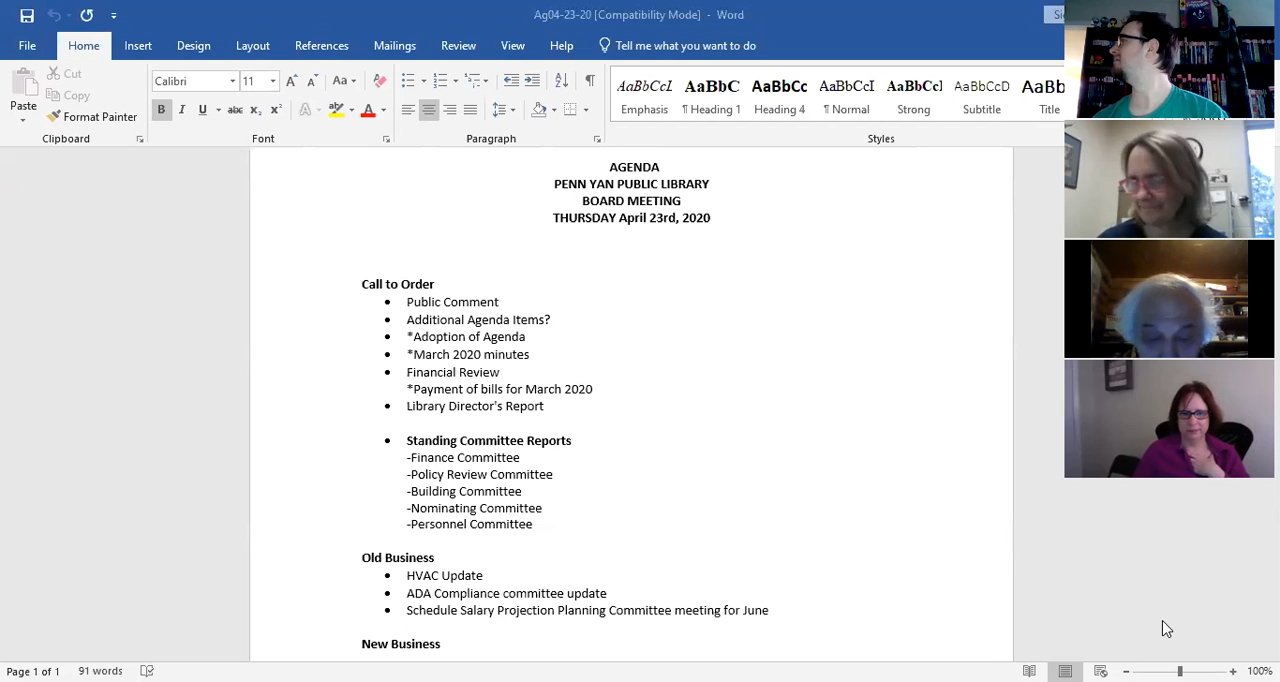 Ag04-23-20 [Compatibility Mode] - Word
File Home Insert Design Layout References Mailings Review View Help Tell me what you want to do
Paste
Cut
Copy
Format Painter
Clipboard
Calibri 11
Font
Paragraph
AaBbCcI AaBbC AaBbCc AaBbCcI AaBbCcI AaBbCcD AaBb
Emphasis ¶ Heading 1 Heading 4 ¶ Normal Strong Subtitle Title
Styles
AGENDA
PENN YAN PUBLIC LIBRARY
BOARD MEETING
THURSDAY April 23rd, 2020
Call to Order
• Public Comment
• Additional Agenda Items?
• *Adoption of Agenda
• *March 2020 minutes
• Financial Review
*Payment of bills for March 2020
• Library Director's Report
• Standing Committee Reports
-Finance Committee
-Policy Review Committee
-Building Committee
-Nominating Committee
-Personnel Committee
Old Business
• HVAC Update
• ADA Compliance committee update
• Schedule Salary Projection Planning Committee meeting for June
New Business
Page 1 of 1 91 words 100%